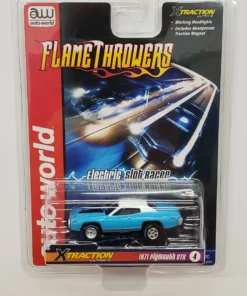 aw
auto world
XTRACTION
FLAMETHROWERS
• Working Headlights
• Includes Neodymium
Traction Magnet
Electric Slot Racer
auto world
XTRACTION
1971 Plymouth GTX
4